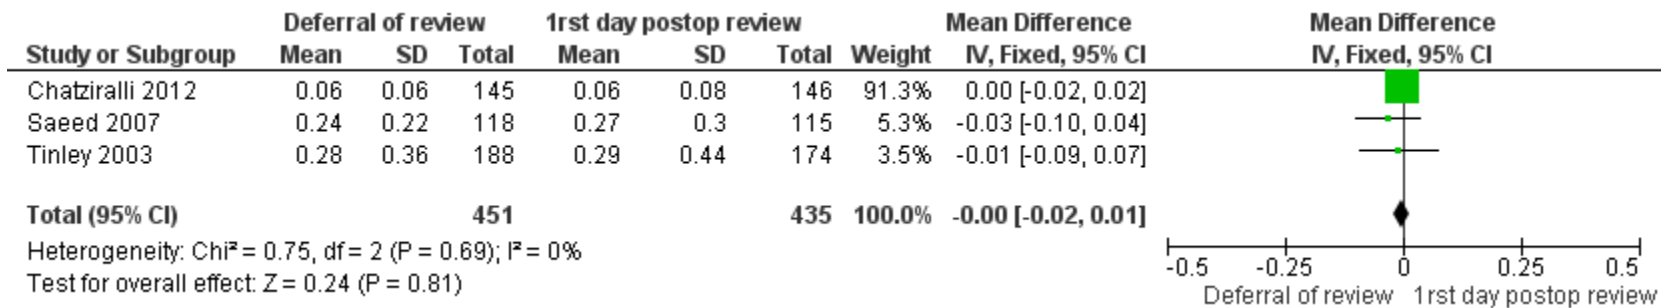 Deferral of review 1rst day postop review Mean Difference Mean Difference
Study or Subgroup Mean SD Total Mean SD Total Weight IV, Fixed, 95% CI IV, Fixed, 95% CI
Chatziralli 2012 0.06 0.06 145 0.06 0.08 146 91.3% 0.00 [-0.02, 0.02]
Saeed 2007 0.24 0.22 118 0.27 0.3 115 5.3% -0.03 [-0.10, 0.04]
Tinley 2003 0.28 0.36 188 0.29 0.44 174 3.5% -0.01 [-0.09, 0.07]
Total (95% CI) 451 435 100.0% -0.00 [-0.02, 0.01]
Heterogeneity: Chi² = 0.75, df = 2 (P = 0.69); I² = 0%
Test for overall effect: Z = 0.24 (P = 0.81)
-0.5 -0.25 0 0.25 0.5
Deferral of review 1rst day postop review